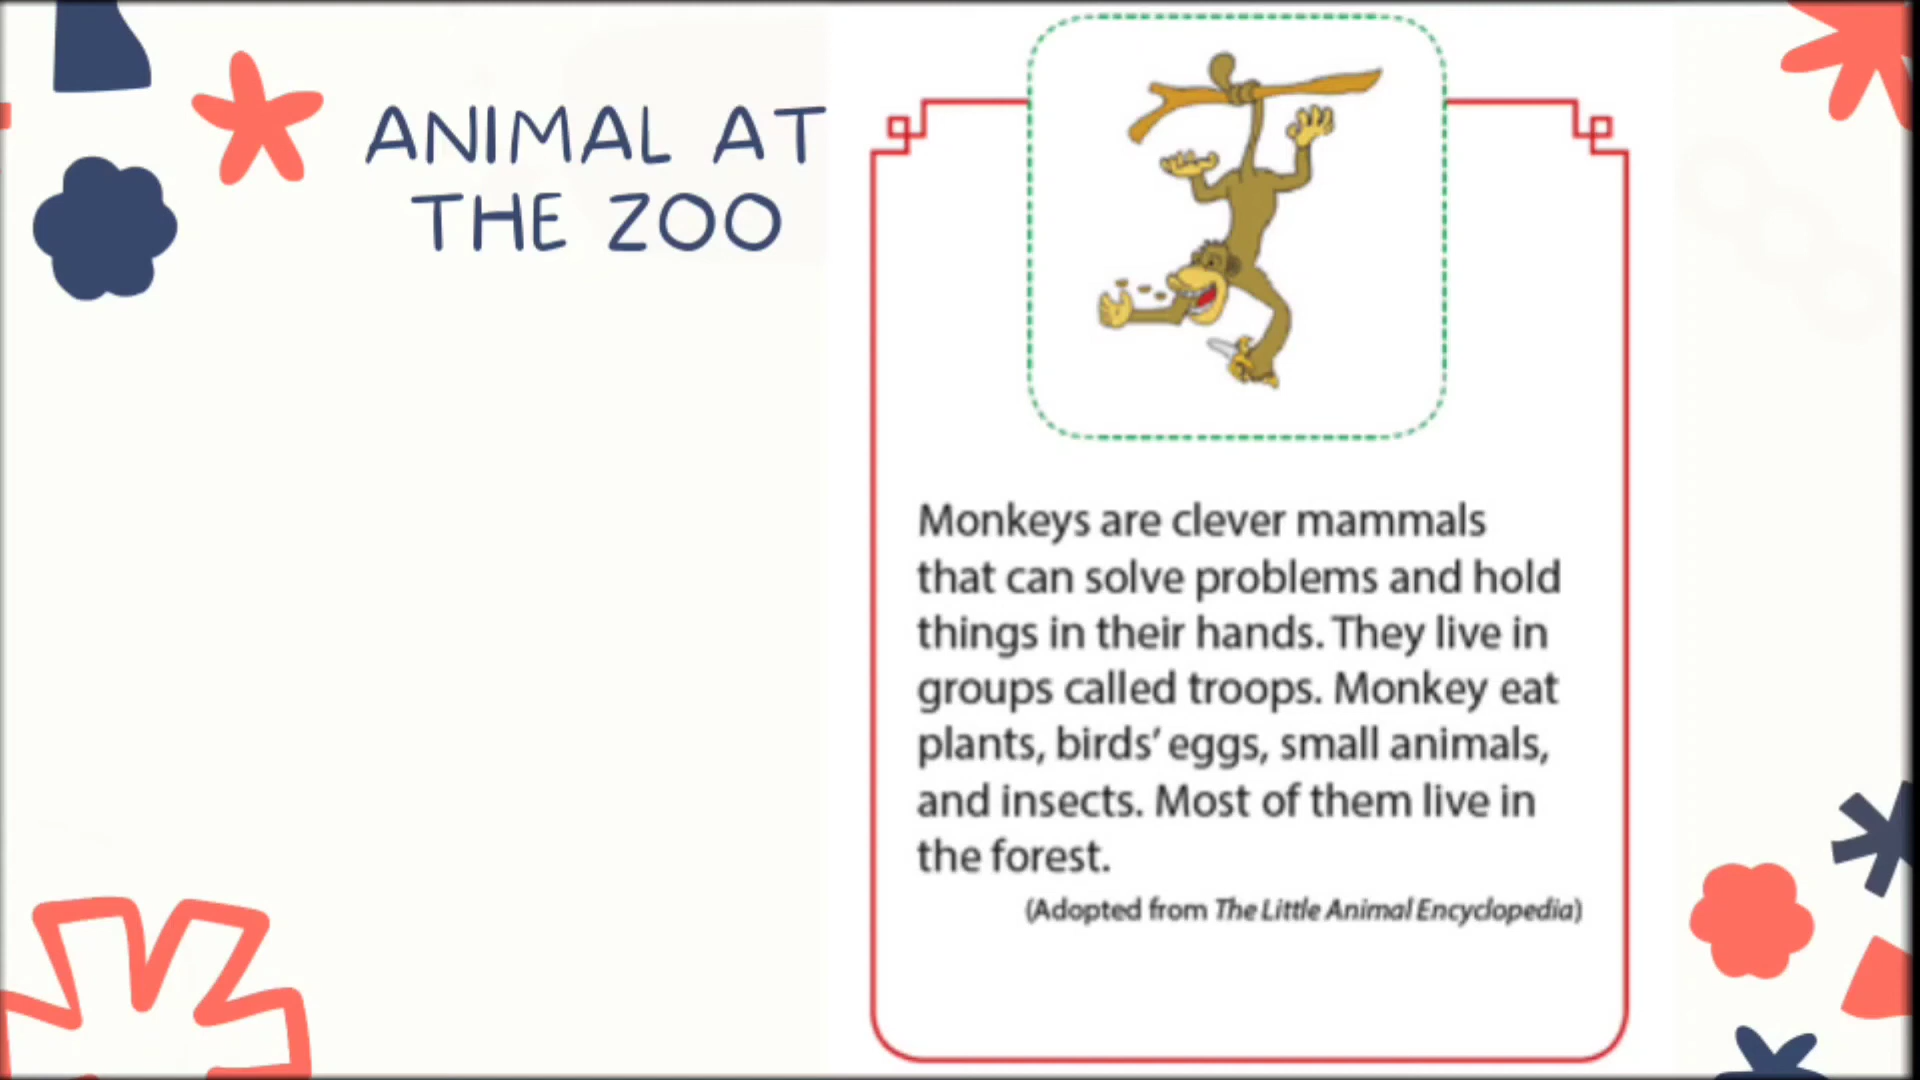 ANIMAL AT
THE ZOO
Monkeys are clever mammals
that can solve problems and hold
things in their hands. They live in
groups called troops. Monkey eat
plants, birds' eggs, small animals,
and insects. Most of them live in
the forest.
(Adopted from The Little Animal Encyclopedia)